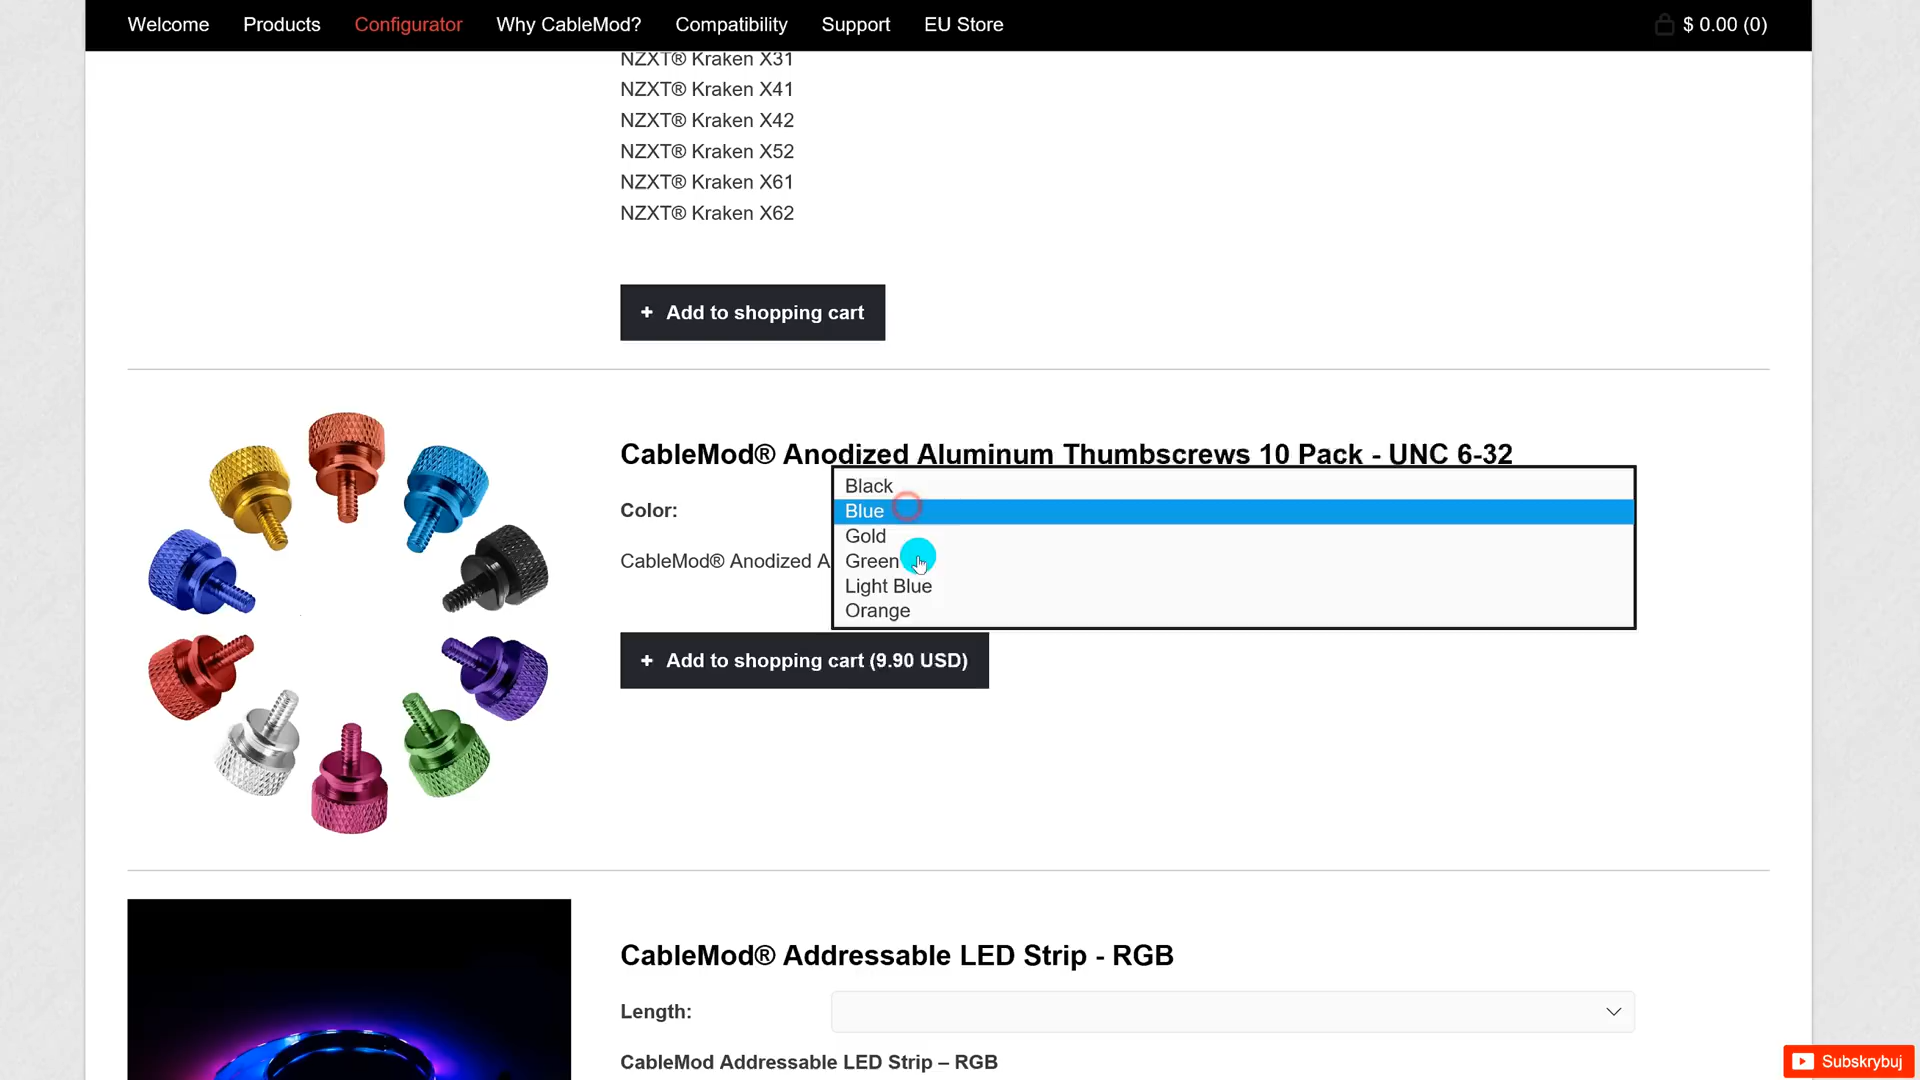 Welcome Products Configurator Why CableMod? Compatibility Support EU Store $ 0.00 (0)
NZXT® Kraken X31
NZXT® Kraken X41
NZXT® Kraken X42
NZXT® Kraken X52
NZXT® Kraken X61
NZXT® Kraken X62
+ Add to shopping cart
CableMod® Anodized Aluminum Thumbscrews 10 Pack - UNC 6-32
Color:
Black
Blue
Gold
CableMod® Anodized A
Green
Light Blue
Orange
+ Add to shopping cart (9.90 USD)
CableMod® Addressable LED Strip - RGB
Length:
CableMod Addressable LED Strip – RGB
Subskrybuj